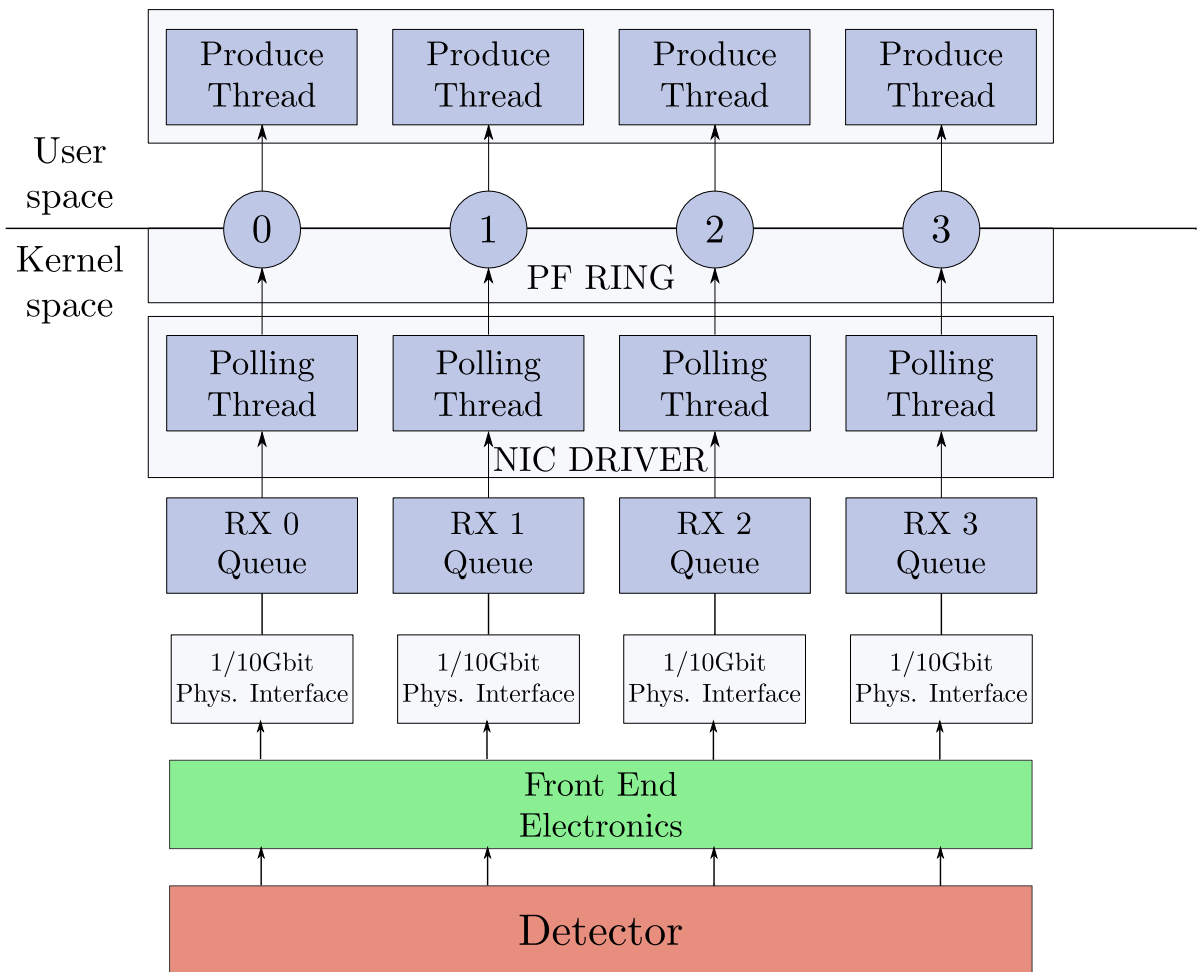 Produce
Thread
Produce
Thread
Produce
Thread
Produce
Thread
User
space
0
1
2
3
Kernel
space
PF RING
Polling
Thread
Polling
Thread
Polling
Thread
Polling
Thread
NIC DRIVER
RX 0
Queue
RX 1
Queue
RX 2
Queue
RX 3
Queue
1/10Gbit
Phys. Interface
1/10Gbit
Phys. Interface
1/10Gbit
Phys. Interface
1/10Gbit
Phys. Interface
Front End
Electronics
Detector